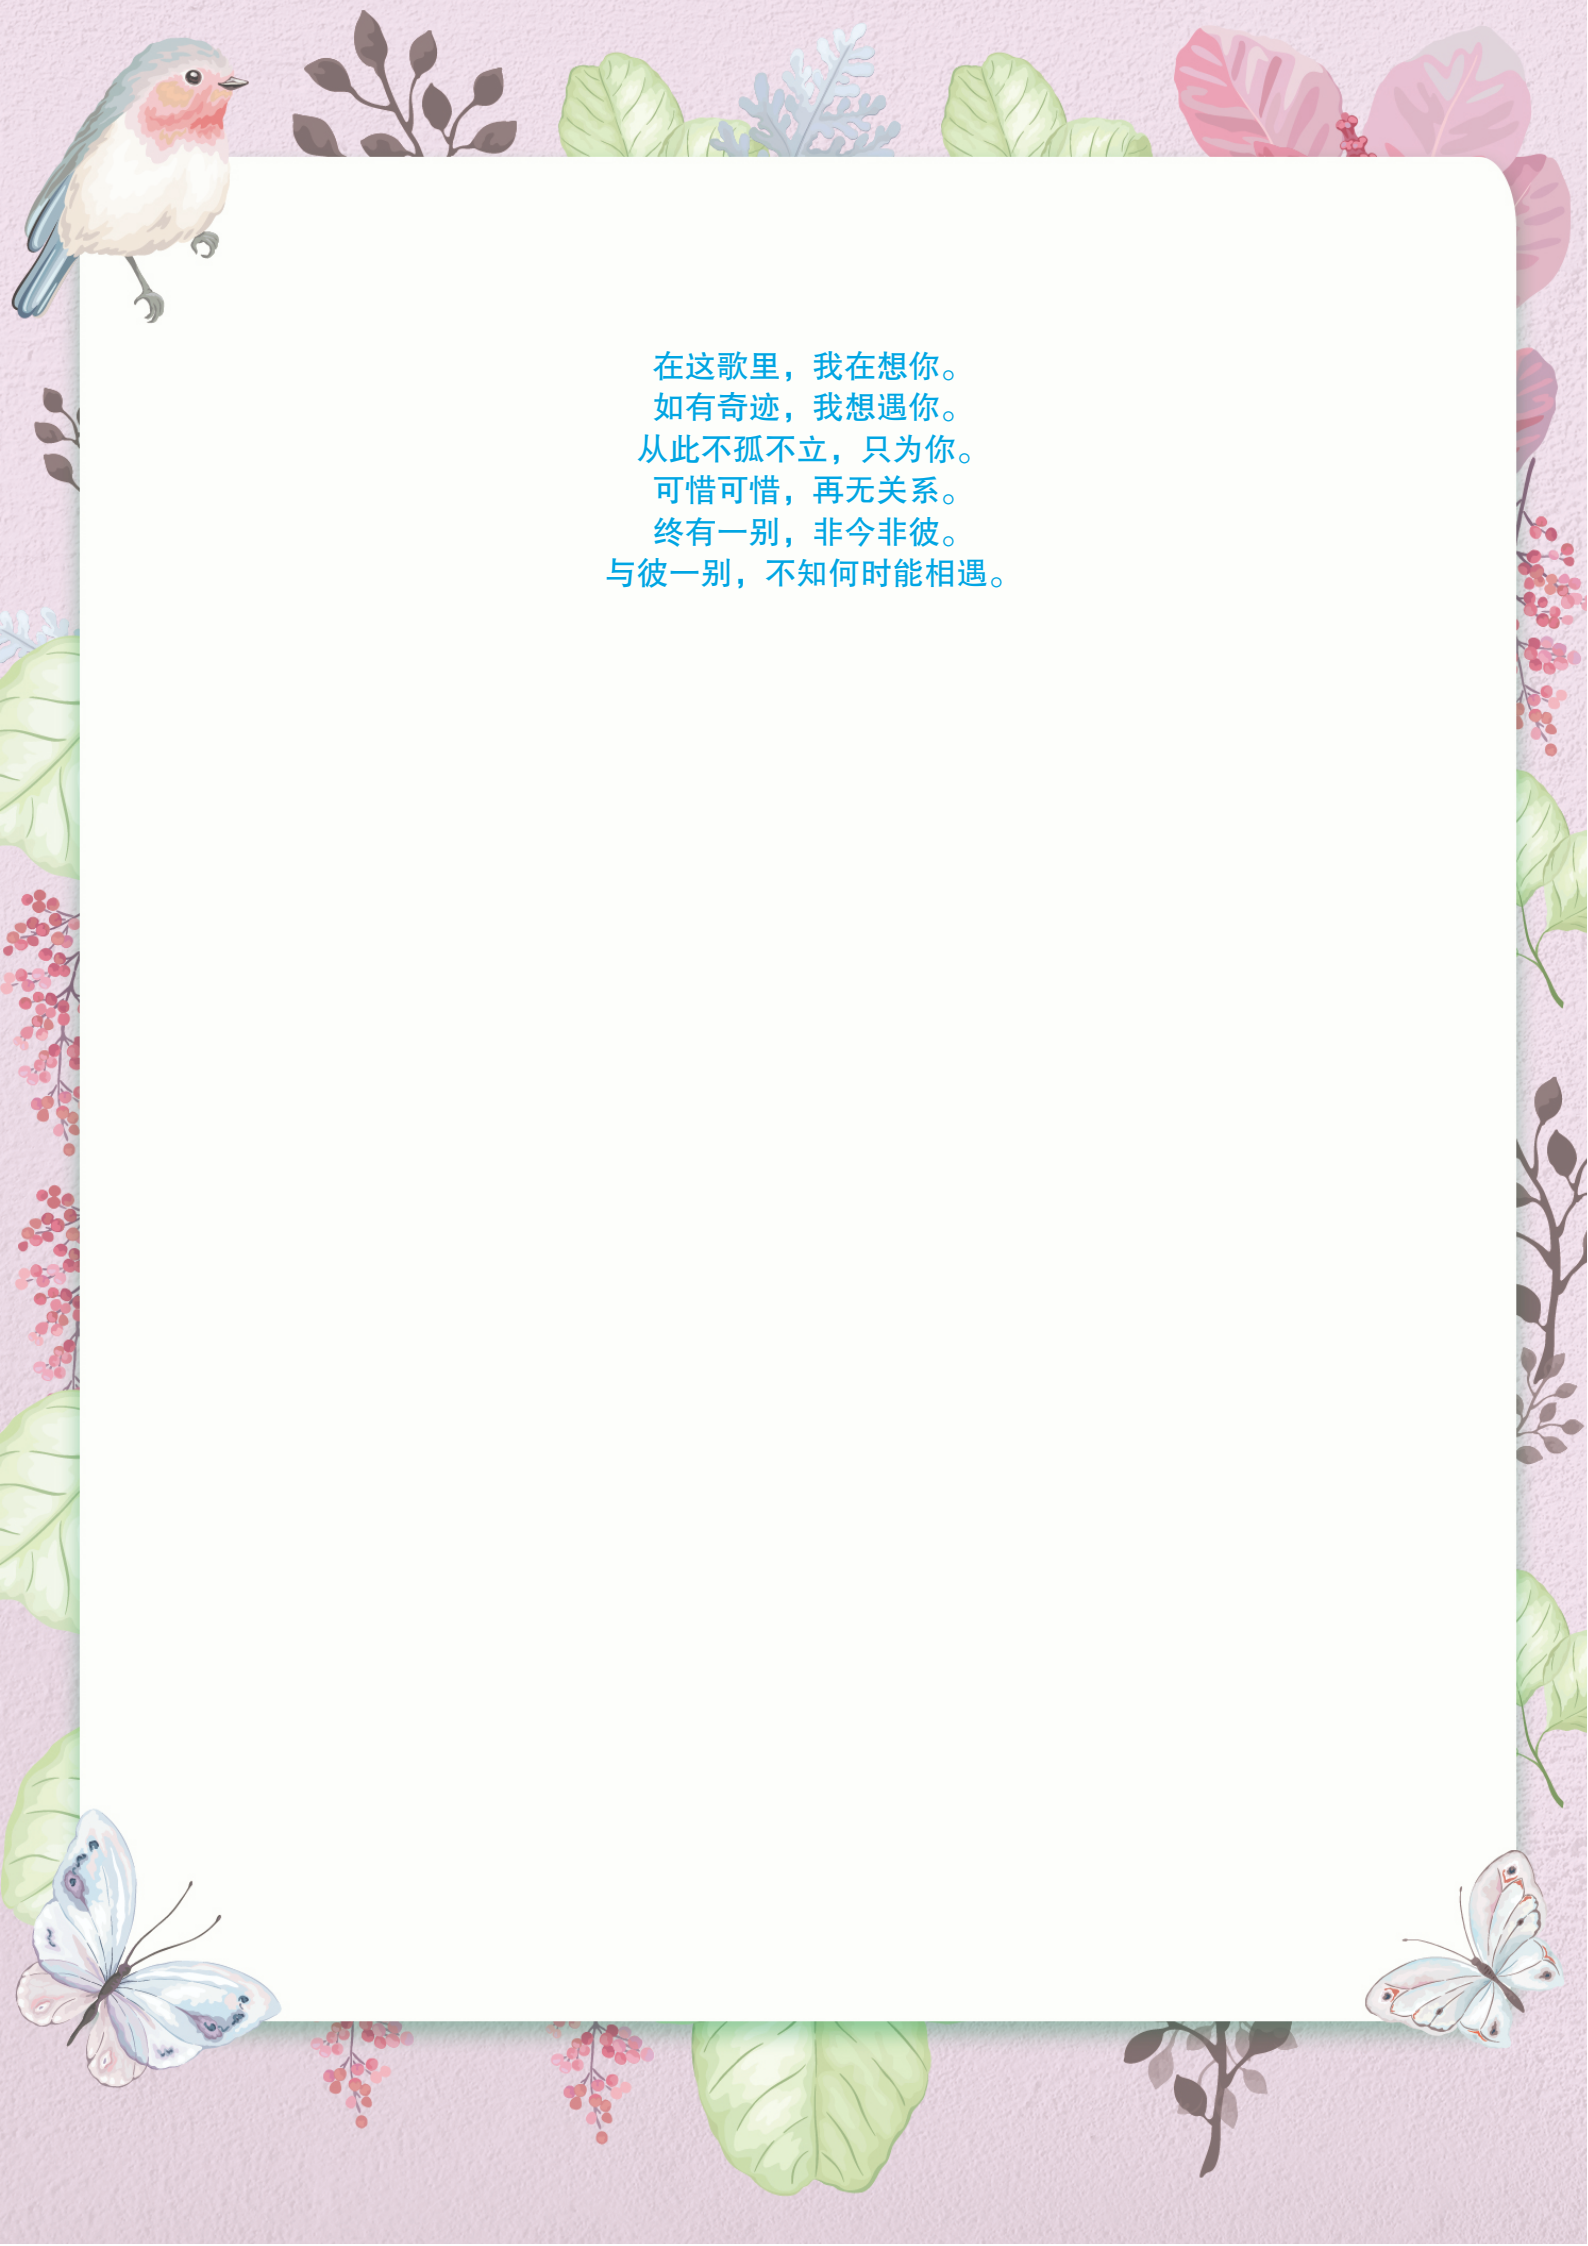 在这歌里，我在想你。
如有奇迹，我想遇你。
从此不孤不立，只为你。
可惜可惜，再无关系。
终有一别，非今非彼。
与彼一别，不知何时能相遇。